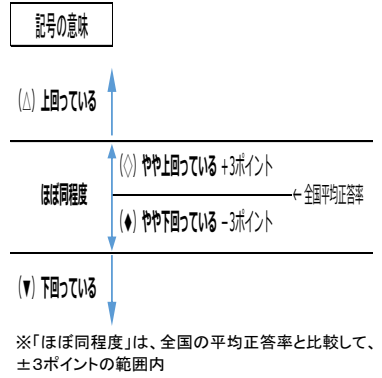 記号の意味
(△) 上回っている
(◇) やや上回っている +3ポイント
ほぼ同程度
←全国平均正答率
(♦) やや下回っている −3ポイント
(▼) 下回っている
※「ほぼ同程度」は、全国の平均正答率と比較して、
±3ポイントの範囲内